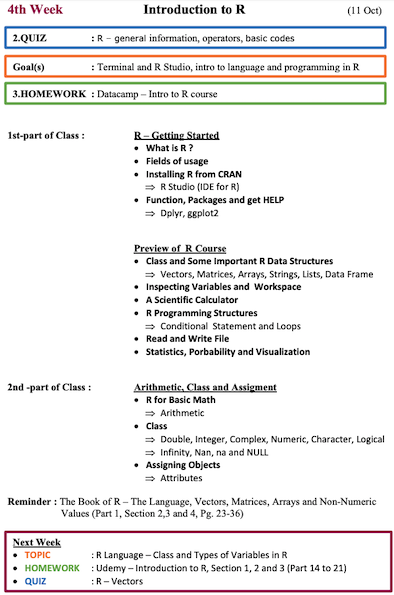 4th Week Introduction to R (11 Oct)
2.QUIZ : R – general information, operators, basic codes
Goal(s) : Terminal and R Studio, intro to language and programming in R
3.HOMEWORK : Datacamp – Intro to R course
1st-part of Class : R – Getting Started
• What is R ?
• Fields of usage
• Installing R from CRAN
⇒ R Studio (IDE for R)
• Function, Packages and get HELP
⇒ Dplyr, ggplot2
Preview of R Course
• Class and Some Important R Data Structures
⇒ Vectors, Matrices, Arrays, Strings, Lists, Data Frame
• Inspecting Variables and Workspace
• A Scientific Calculator
• R Programming Structures
⇒ Conditional Statement and Loops
• Read and Write File
• Statistics, Porbability and Visualization
2nd -part of Class : Arithmetic, Class and Assigment
• R for Basic Math
⇒ Arithmetic
• Class
⇒ Double, Integer, Complex, Numeric, Character, Logical
⇒ Infinity, Nan, na and NULL
• Assigning Objects
⇒ Attributes
Reminder : The Book of R – The Language, Vectors, Matrices, Arrays and Non-Numeric
Values (Part 1, Section 2,3 and 4, Pg. 23-36)
Next Week
• TOPIC : R Language – Class and Types of Variables in R
• HOMEWORK : Udemy – Introduction to R, Section 1, 2 and 3 (Part 14 to 21)
• QUIZ : R – Vectors